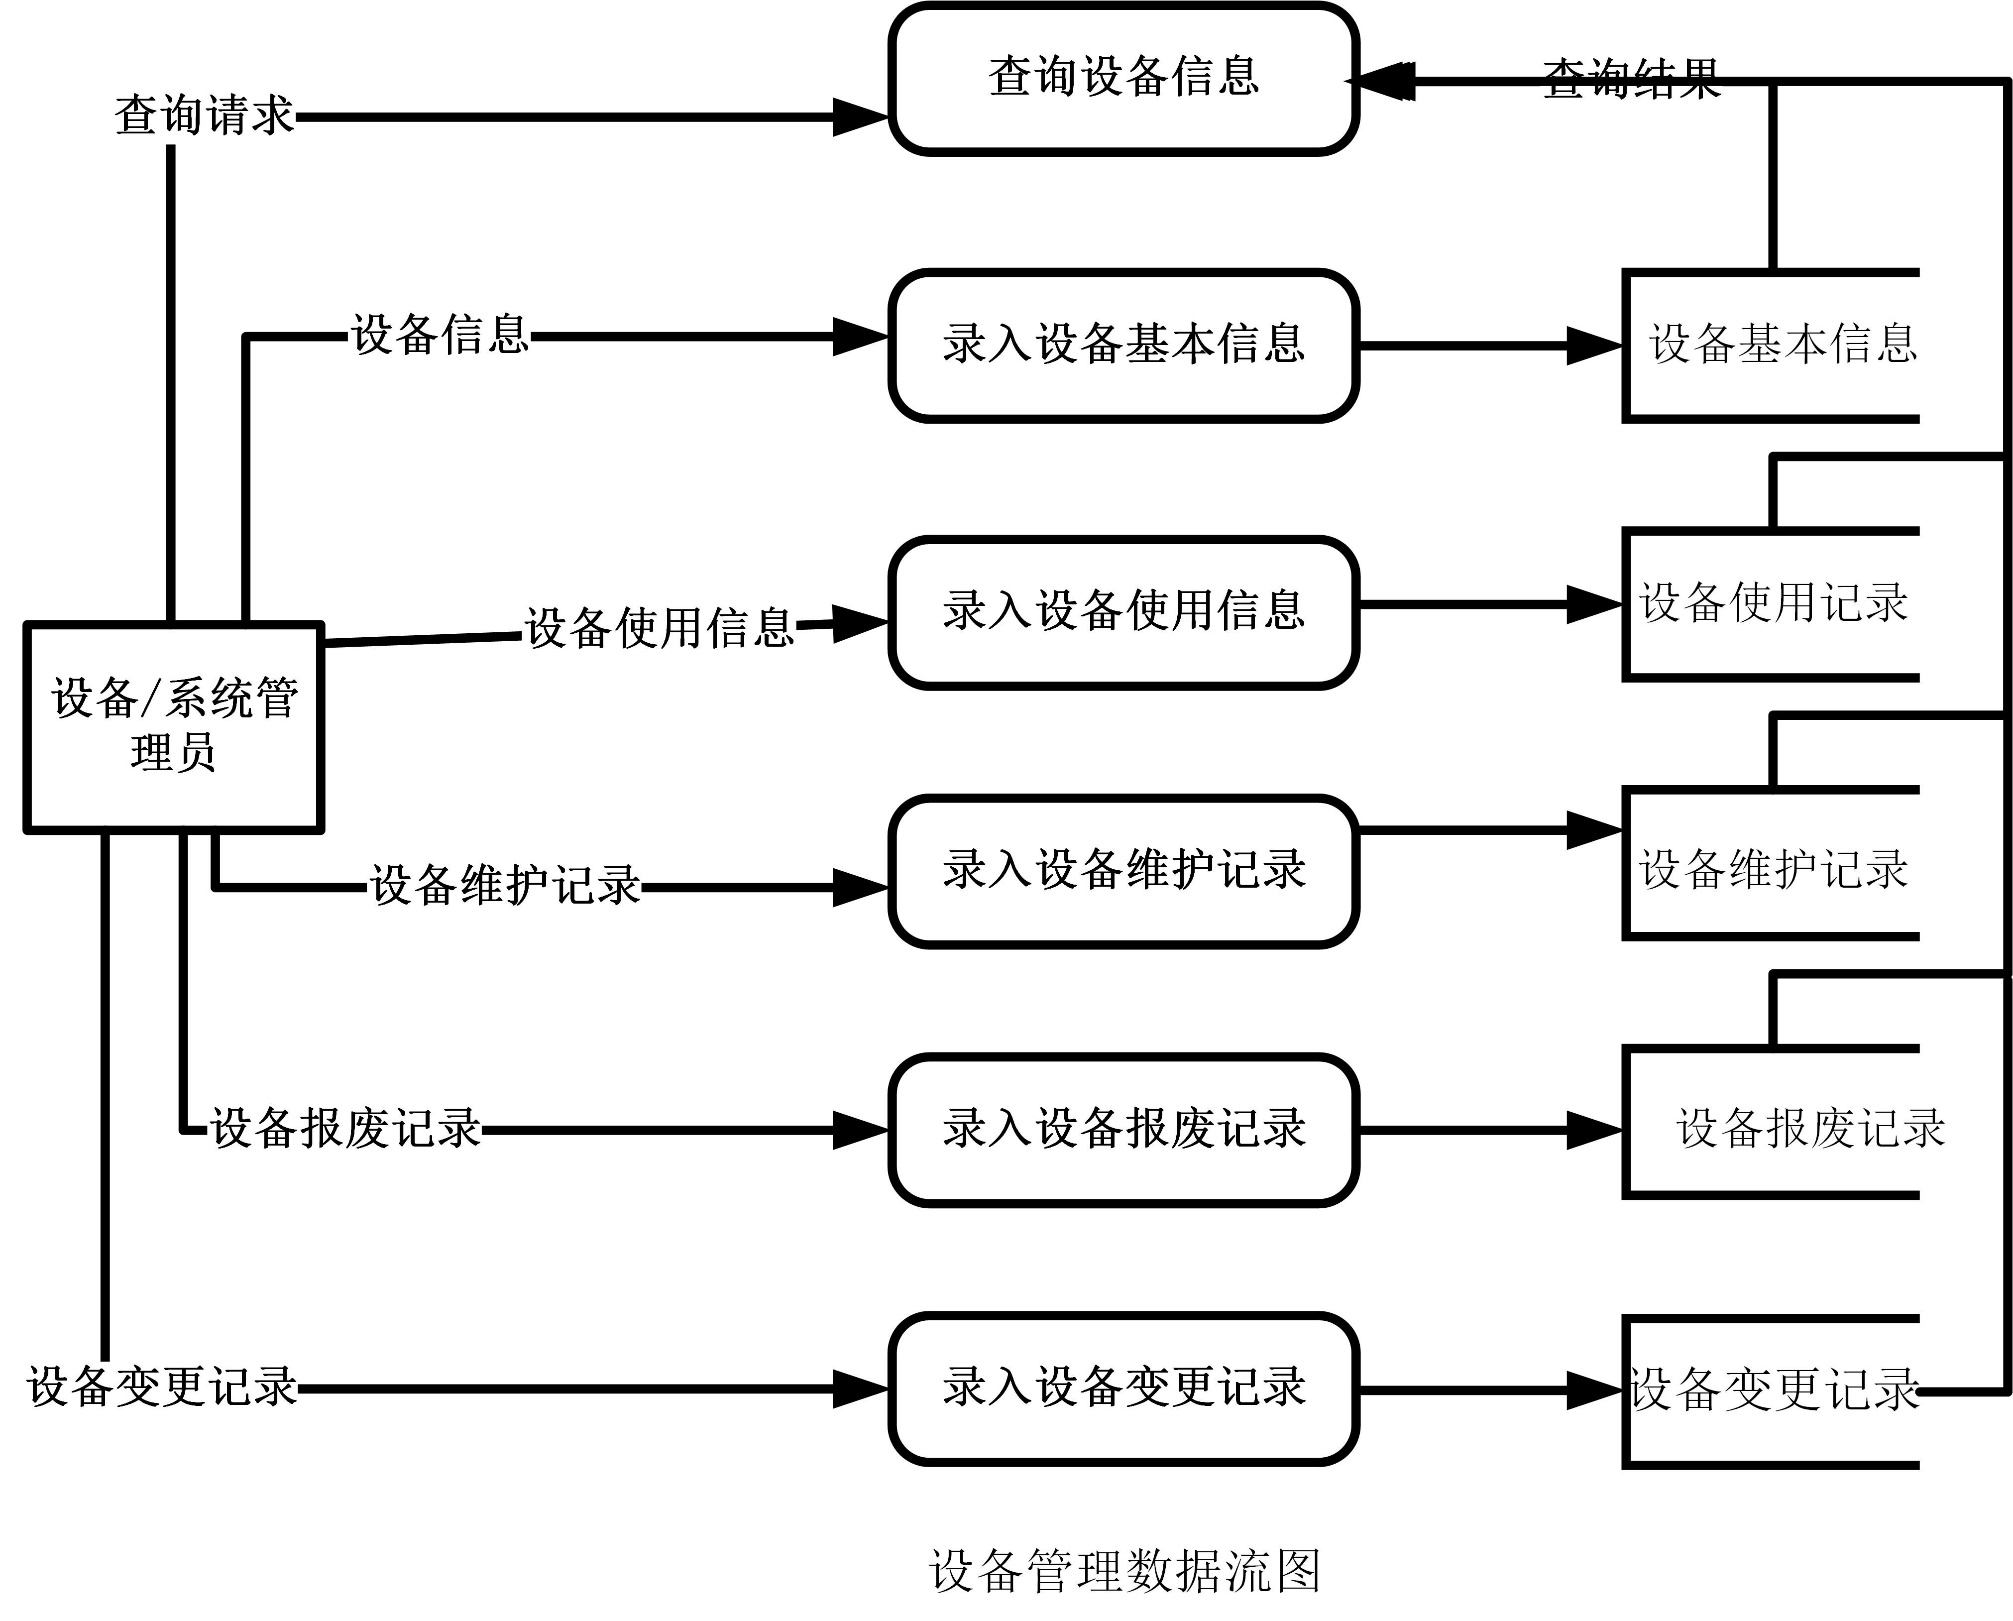 查询设备信息
查询结果
查询请求
设备信息
录入设备基本信息
设备基本信息
设备使用信息
录入设备使用信息
设备使用记录
设备/系统管
理员
设备维护记录
录入设备维护记录
设备维护记录
设备报废记录
录入设备报废记录
设备报废记录
设备变更记录
录入设备变更记录
设备变更记录
设备管理数据流图